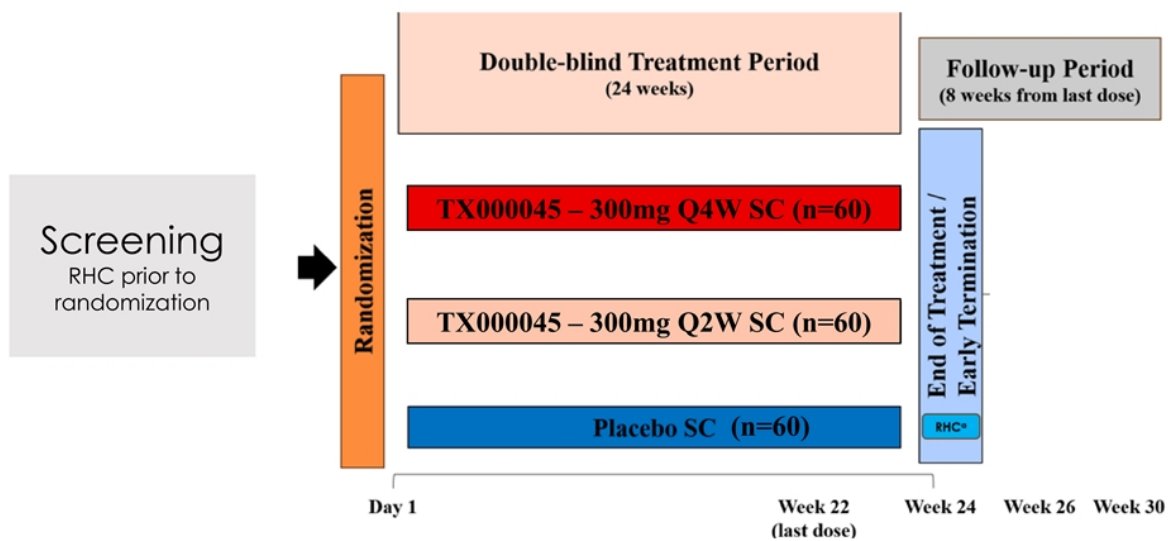 Double-blind Treatment Period
(24 weeks)
Follow-up Period
(8 weeks from last dose)
Screening
RHC prior to
randomization
Randomization
TX000045 – 300mg Q4W SC (n=60)
TX000045 – 300mg Q2W SC (n=60)
Placebo SC (n=60)
End of Treatment /
Early Termination
RHC
Day 1
Week 22
(last dose)
Week 24
Week 26
Week 30